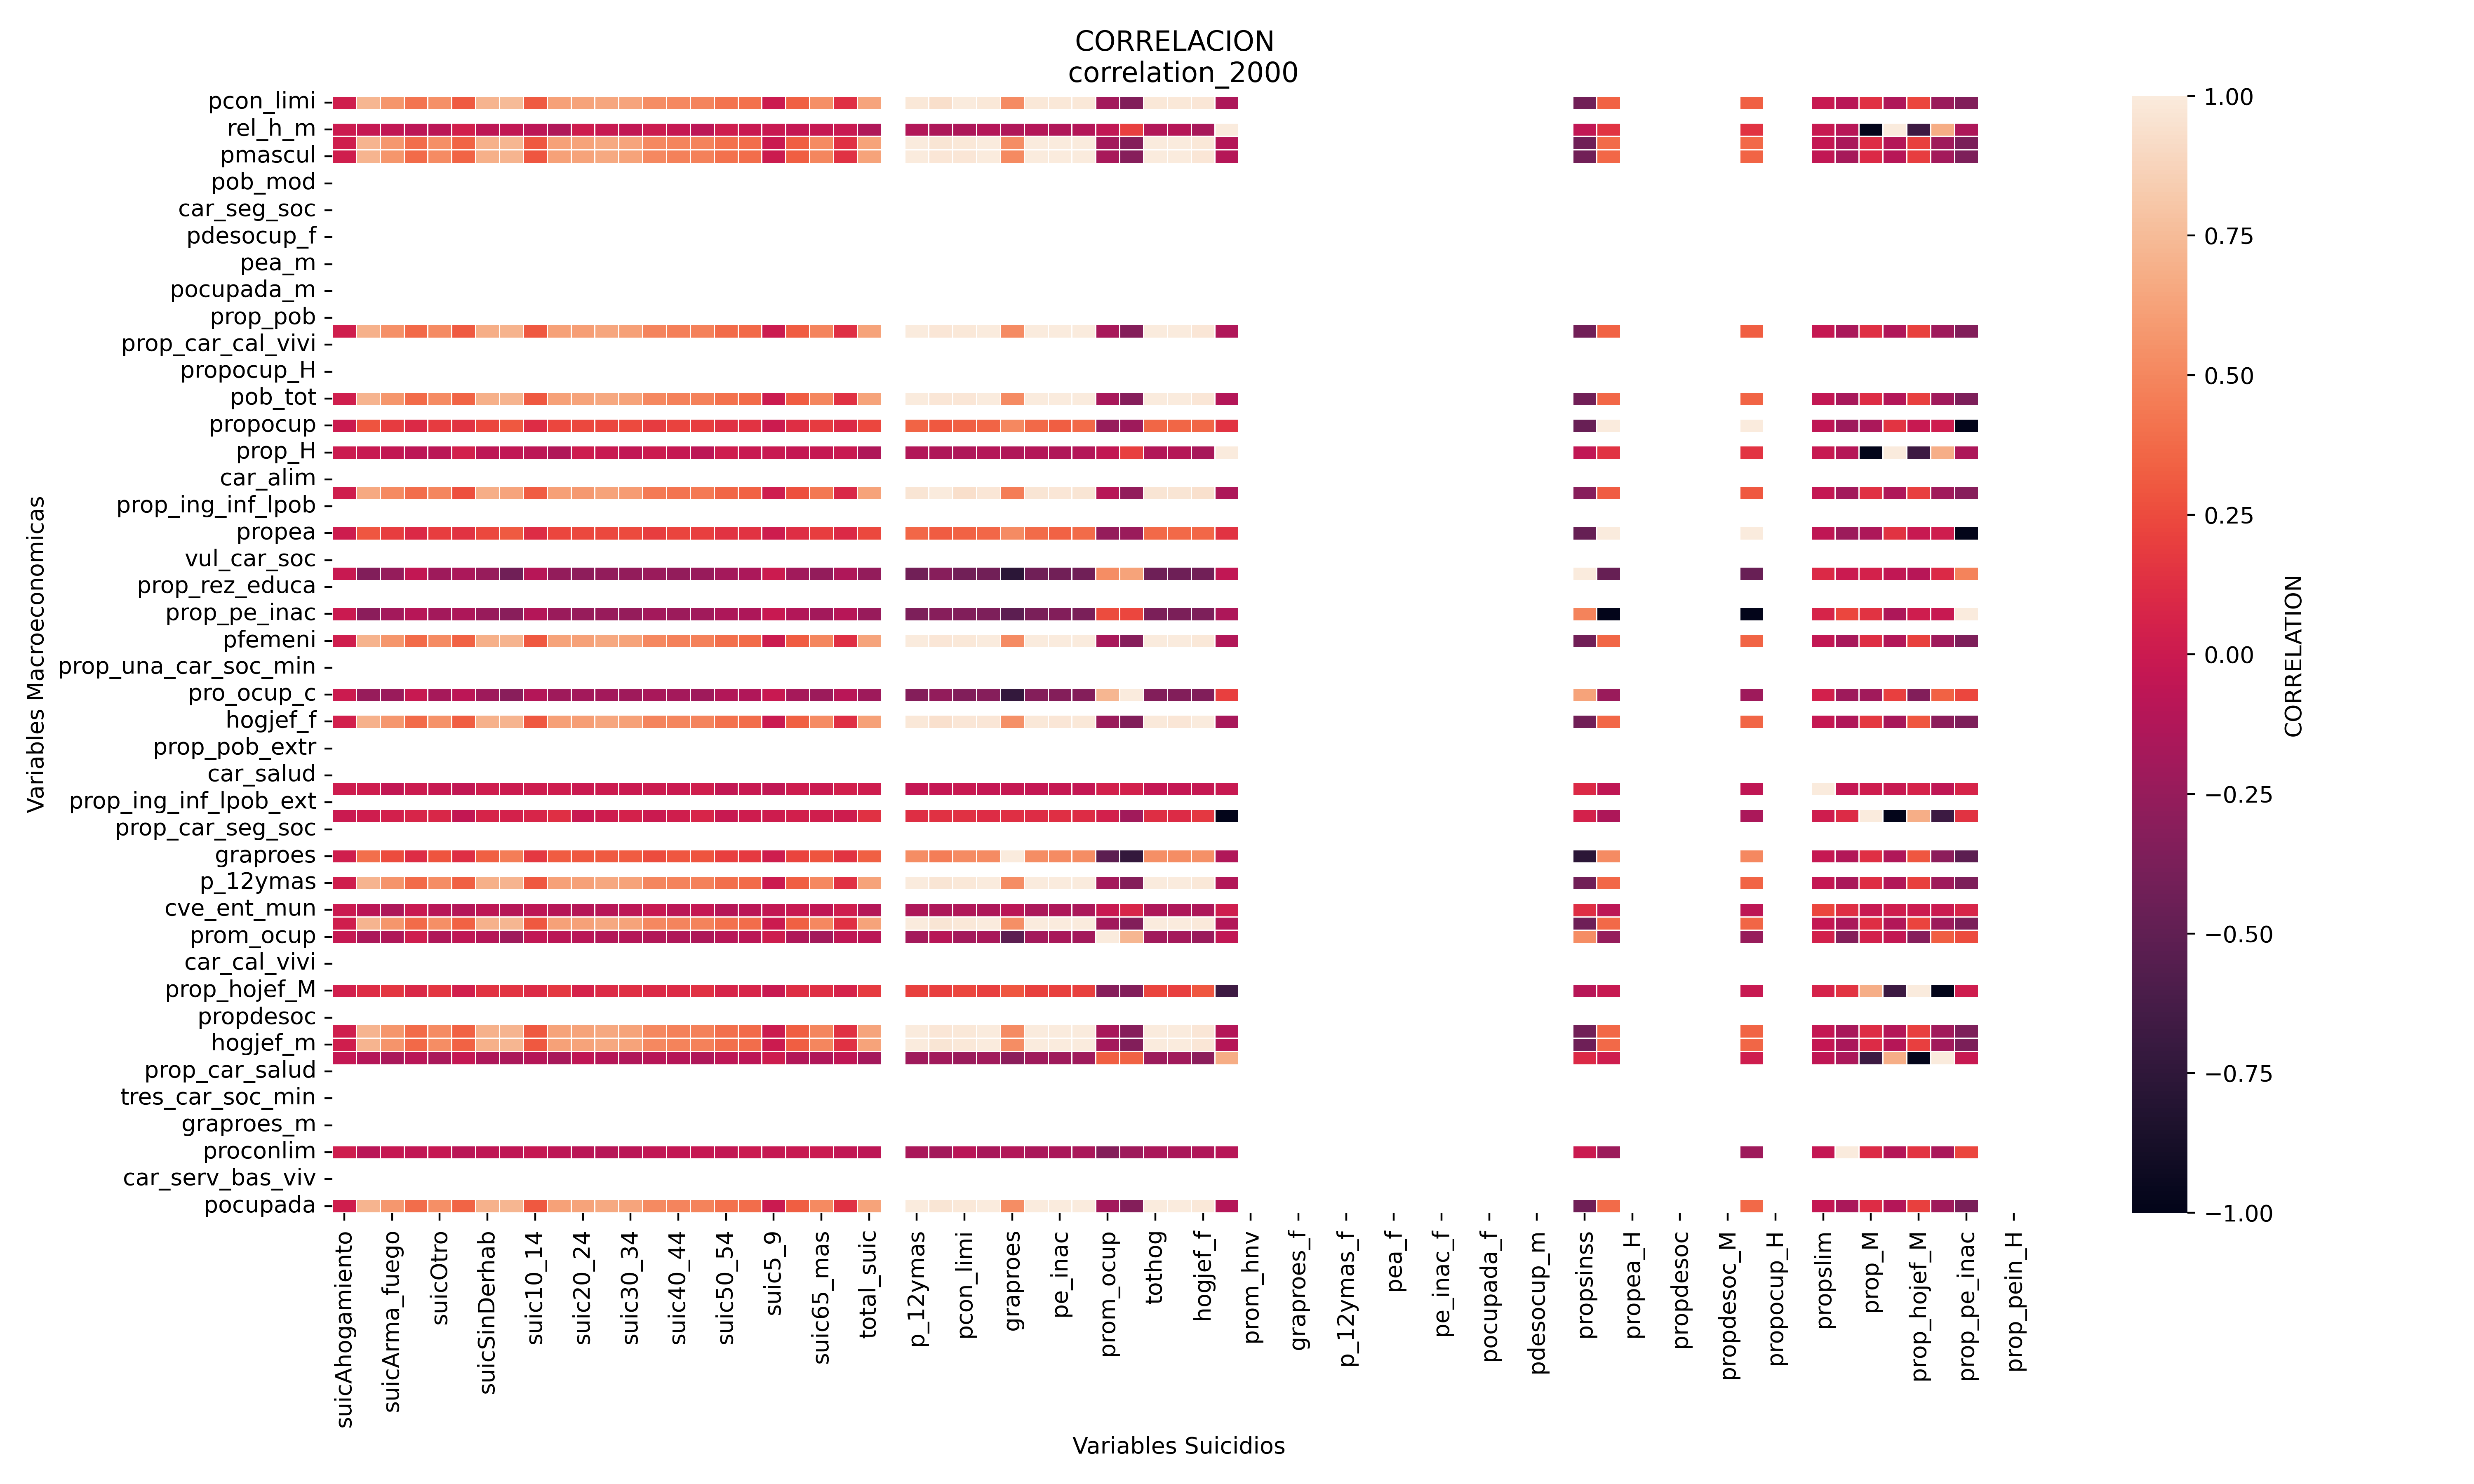 CORRELACION
correlation_2000
Variables Macroeconomicas
pcon_limi
rel_h_m
pmascul
pob_mod
car_seg_soc
pdesocup_f
pea_m
pocupada_m
prop_pob
prop_car_cal_vivi
propocup_H
pob_tot
propocup
prop_H
car_alim
prop_ing_inf_lpob
propea
vul_car_soc
prop_rez_educa
prop_pe_inac
pfemeni
prop_una_car_soc_min
pro_ocup_c
hogjef_f
prop_pob_extr
car_salud
prop_ing_inf_lpob_ext
prop_car_seg_soc
graproes
p_12ymas
cve_ent_mun
prom_ocup
car_cal_vivi
prop_hojef_M
propdesoc
hogjef_m
prop_car_salud
tres_car_soc_min
graproes_m
proconlim
car_serv_bas_viv
pocupada
suicAhogamiento
suicArma_fuego
suicOtro
suicSinDerhab
suic10_14
suic20_24
suic30_34
suic40_44
suic50_54
suic5_9
suic65_mas
total_suic
p_12ymas
pcon_limi
graproes
pe_inac
prom_ocup
tothog
hogjef_f
prom_hnv
graproes_f
p_12ymas_f
pea_f
pe_inac_f
pocupada_f
pdesocup_m
propsinss
propea_H
propdesoc
propdesoc_M
propocup_H
propslim
prop_M
prop_hojef_M
prop_pe_inac
prop_pein_H
Variables Suicidios
1.00
0.75
0.50
0.25
0.00
−0.25
−0.50
−0.75
−1.00
CORRELATION